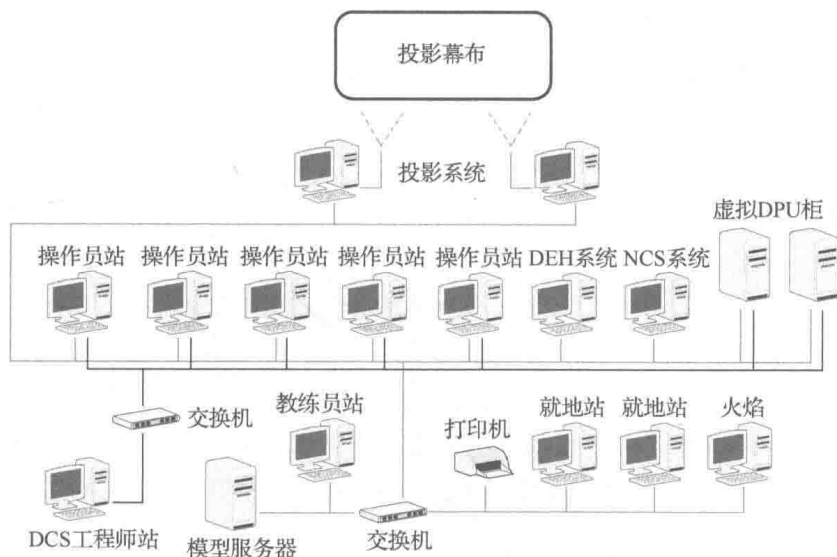 投影幕布
投影系统
虚拟DPU柜
操作员站 操作员站 操作员站 操作员站 操作员站 DEH系统 NCS系统
教练员站 就地站 就地站 火焰
交换机 打印机
DCS工程师站 模型服务器 交换机